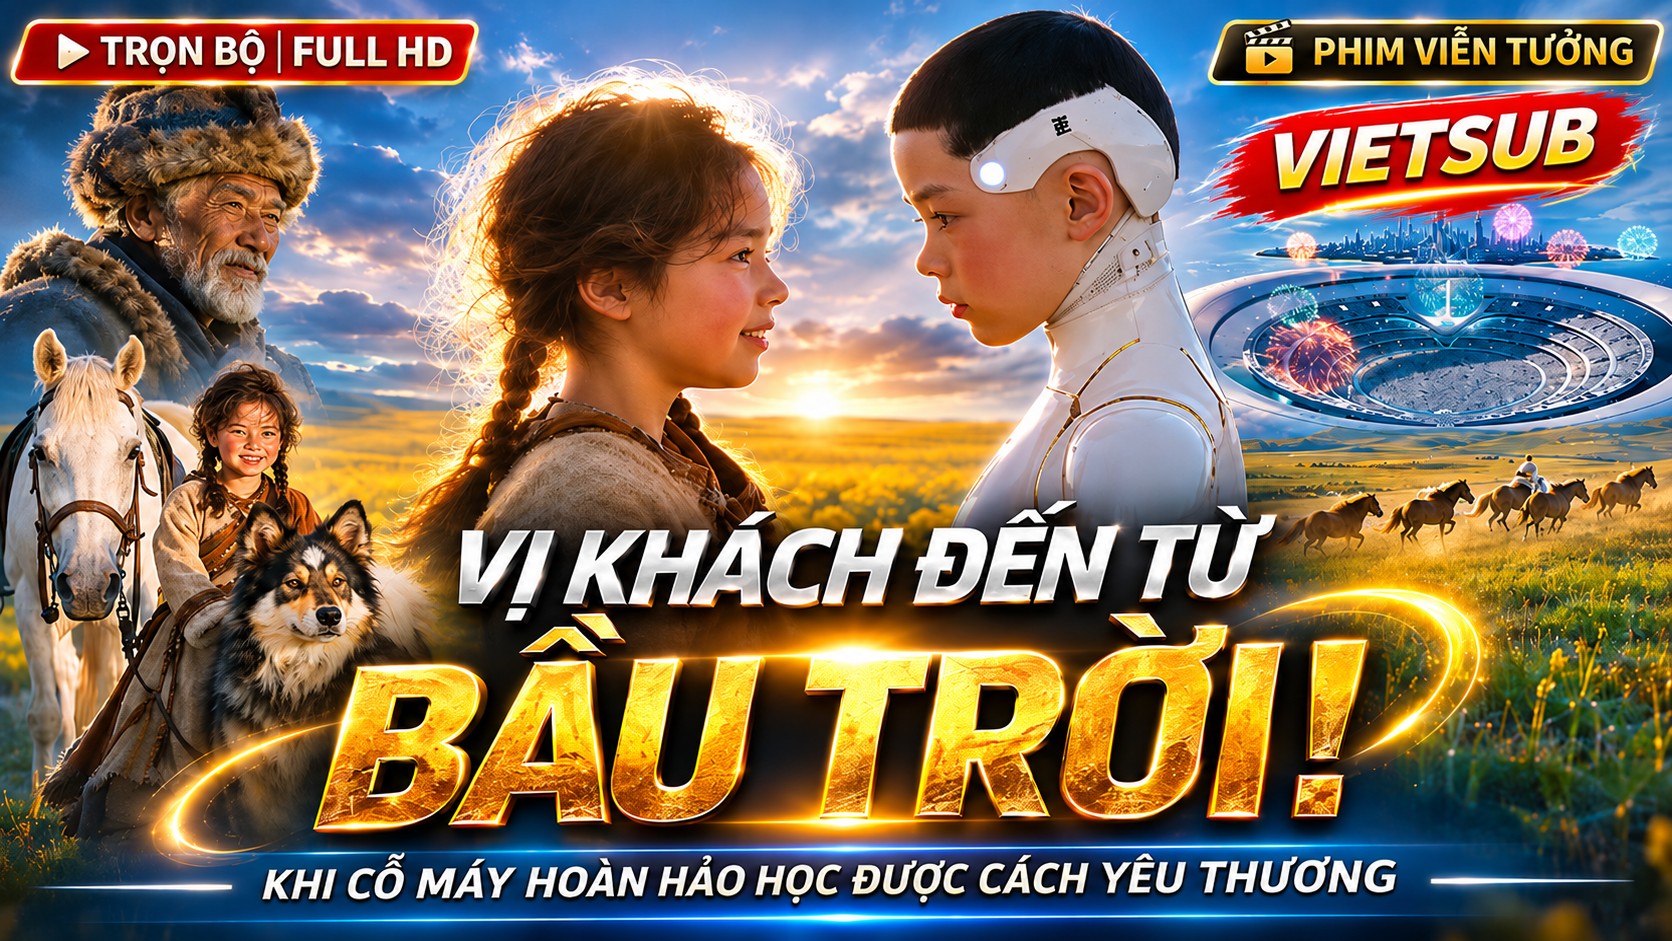 TRỌN BỘ | FULL HD
PHIM VIỄN TƯỞNG
VIETSUB
VỊ KHÁCH ĐẾN TỪ
BẦU TRỜI!
KHI CỖ MÁY HOÀN HẢO HỌC ĐƯỢC CÁCH YÊU THƯƠNG